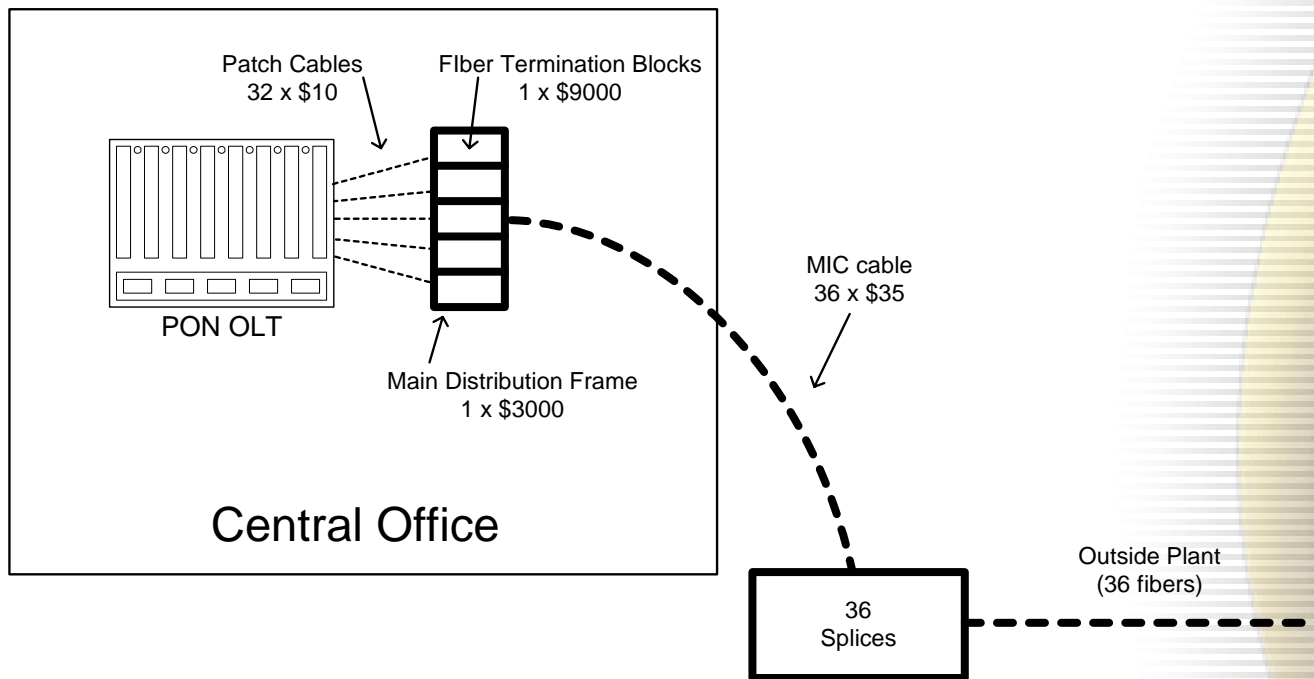 Patch Cables
32 x $10
FIber Termination Blocks
1 x $9000
PON OLT
MIC cable
36 x $35
Main Distribution Frame
1 x $3000
Central Office
Outside Plant
(36 fibers)
36
Splices